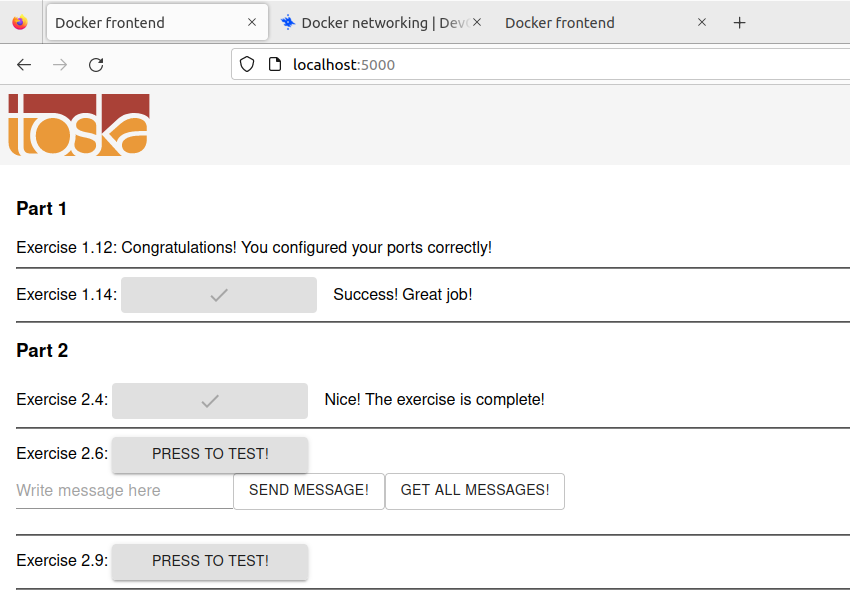 Docker frontend
Docker networking | Dev
Docker frontend
localhost:5000
toska
Part 1
Exercise 1.12: Congratulations! You configured your ports correctly!
Exercise 1.14: Success! Great job!
Part 2
Exercise 2.4: Nice! The exercise is complete!
Exercise 2.6: PRESS TO TEST!
Write message here SEND MESSAGE! GET ALL MESSAGES!
Exercise 2.9: PRESS TO TEST!